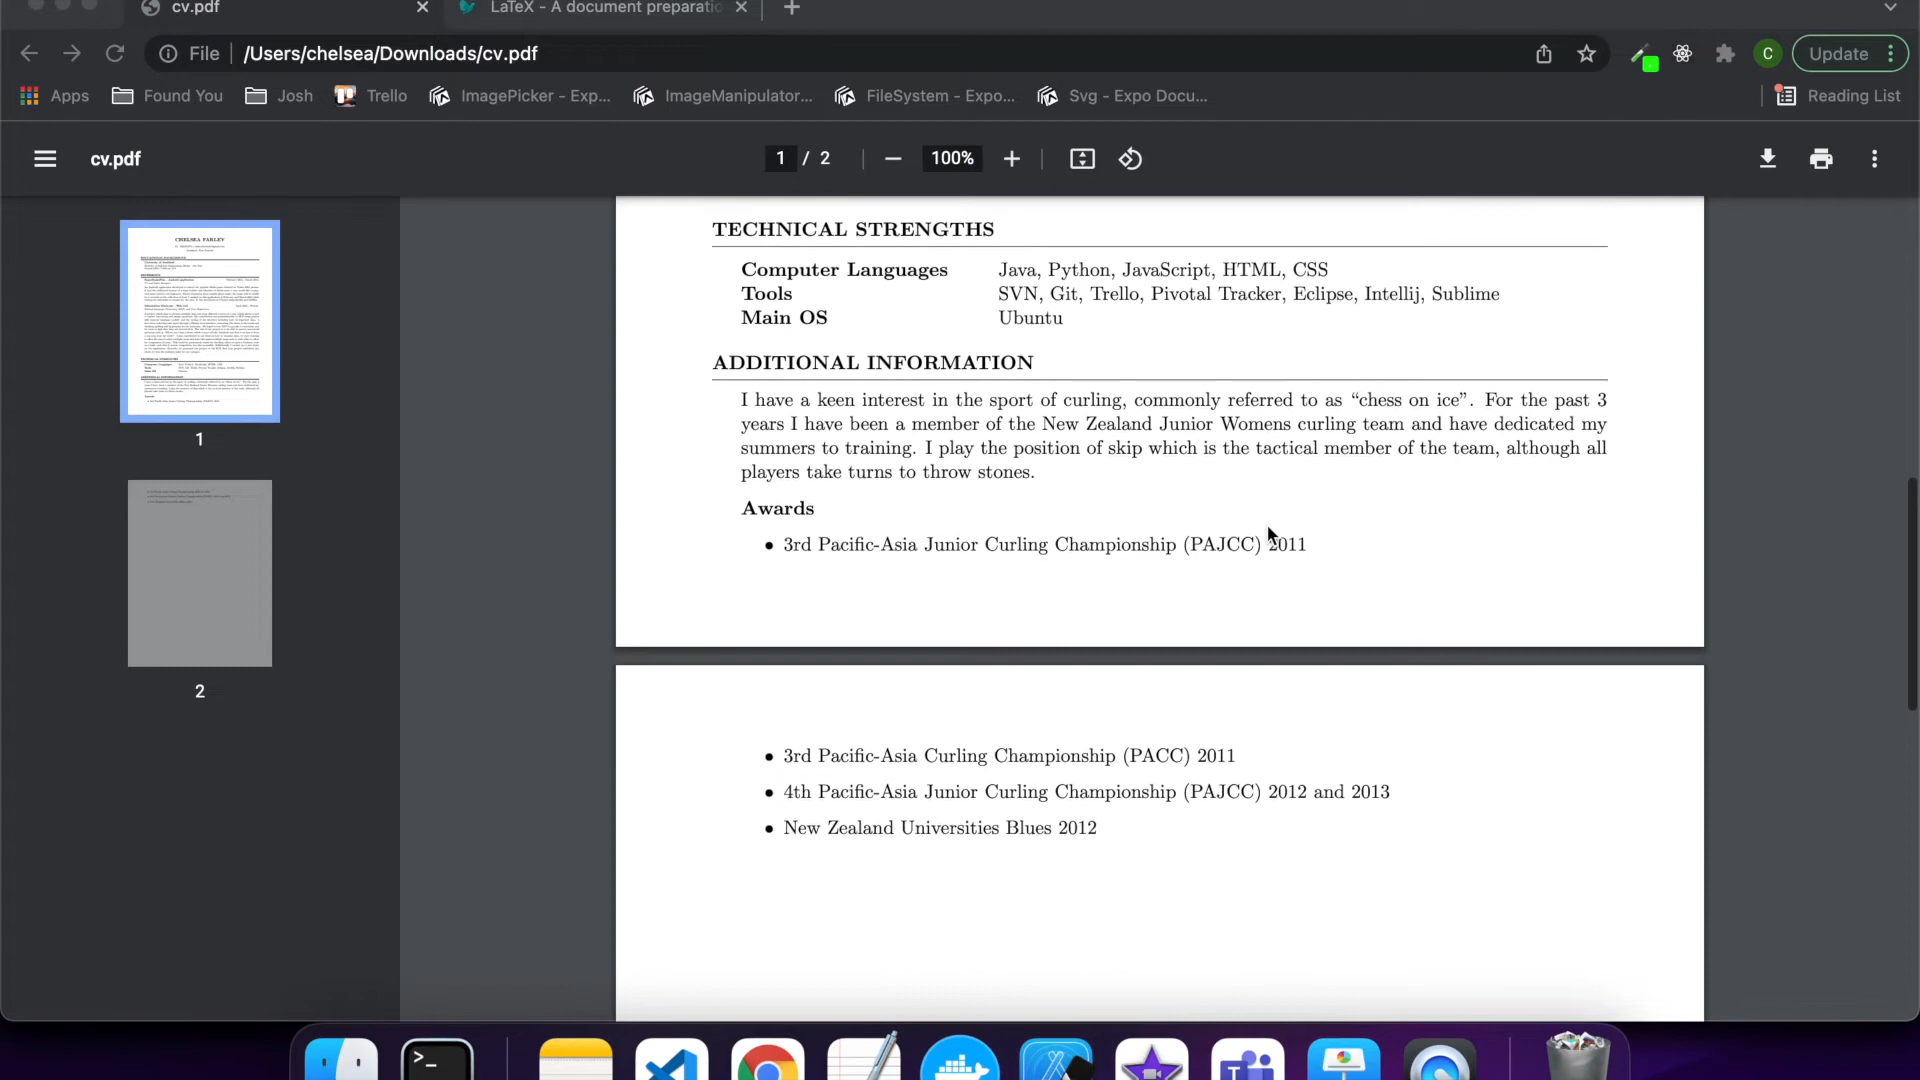 cv.pdf
LaTeX - A document preparatio
File
/Users/chelsea/Downloads/cv.pdf
C
Update
Apps
Found You
Josh
Trello
ImagePicker - Exp...
ImageManipulator...
FileSystem - Expo...
Svg - Expo Docu...
Reading List
cv.pdf
1 / 2
100%
CHELSEA FARLEY
1
2
TECHNICAL STRENGTHS
Computer Languages Java, Python, JavaScript, HTML, CSS
Tools SVN, Git, Trello, Pivotal Tracker, Eclipse, Intellij, Sublime
Main OS Ubuntu
ADDITIONAL INFORMATION
I have a keen interest in the sport of curling, commonly referred to as “chess on ice”. For the past 3
years I have been a member of the New Zealand Junior Womens curling team and have dedicated my
summers to training. I play the position of skip which is the tactical member of the team, although all
players take turns to throw stones.
Awards
• 3rd Pacific-Asia Junior Curling Championship (PAJCC) 2011
• 3rd Pacific-Asia Curling Championship (PACC) 2011
• 4th Pacific-Asia Junior Curling Championship (PAJCC) 2012 and 2013
• New Zealand Universities Blues 2012